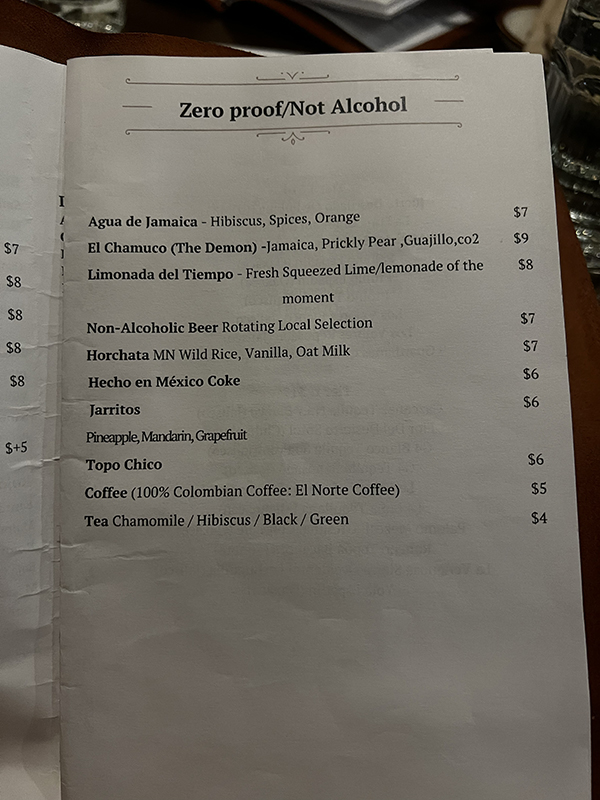 Zero proof/Not Alcohol
Agua de Jamaica - Hibiscus, Spices, Orange $7
El Chamuco (The Demon) -Jamaica, Prickly Pear ,Guajillo,co2 $9
Limonada del Tiempo - Fresh Squeezed Lime/lemonade of the $8
moment
Non-Alcoholic Beer Rotating Local Selection $7
Horchata MN Wild Rice, Vanilla, Oat Milk $7
Hecho en México Coke $6
Jarritos $6
Pineapple, Mandarin, Grapefruit
Topo Chico $6
Coffee (100% Colombian Coffee: El Norte Coffee) $5
Tea Chamomile / Hibiscus / Black / Green $4
$7
$8
$8
$8
$8
$+5